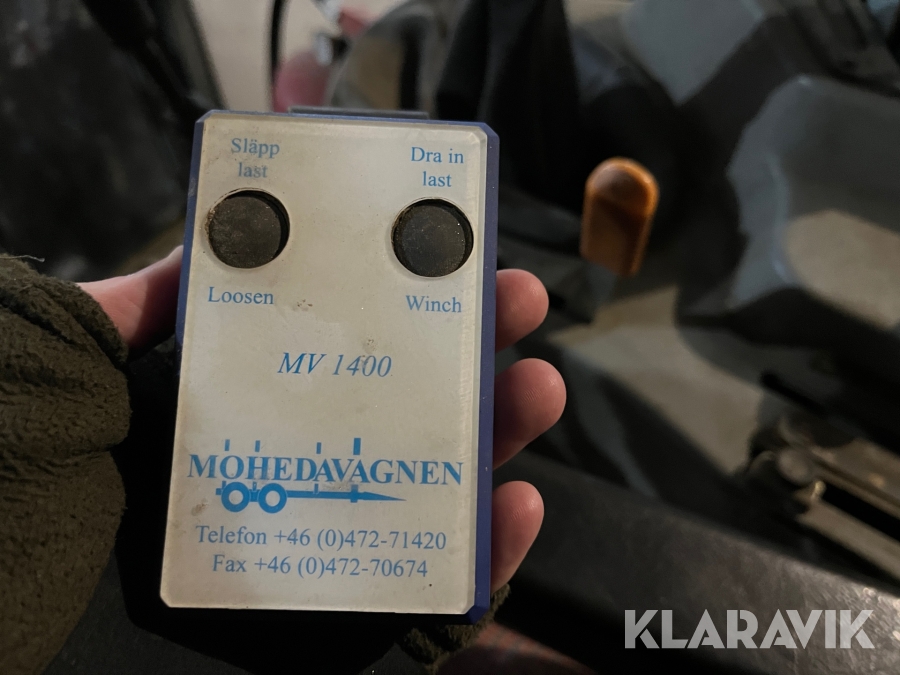 Släpp
last
Dra in
last
Loosen
Winch
MV 1400
MOHEDAVAGNEN
Telefon +46 (0)472-71420
Fax +46 (0)472-70674
KLARAVIK